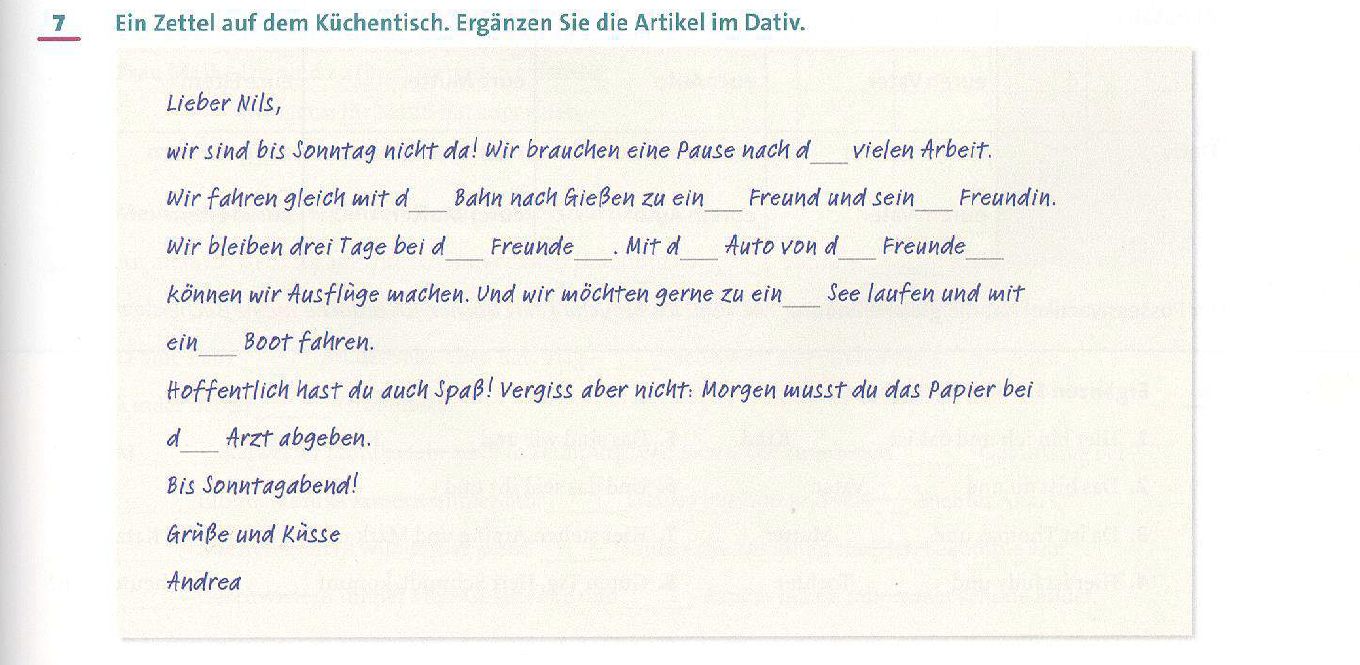 7 Ein Zettel auf dem Küchentisch. Ergänzen Sie die Artikel im Dativ.
Lieber Nils,
wir sind bis Sonntag nicht da! Wir brauchen eine Pause nach d___ vielen Arbeit.
Wir fahren gleich mit d___ Bahn nach Gießen zu ein___ Freund und sein___ Freundin.
Wir bleiben drei Tage bei d___ Freunde___. Mit d___ Auto von d___ Freunde___
können wir Ausflüge machen. Und wir möchten gerne zu ein___ See laufen und mit
ein___ Boot fahren.
Hoffentlich hast du auch Spaß! Vergiss aber nicht: Morgen musst du das Papier bei
d___ Arzt abgeben.
Bis Sonntagabend!
Grüße und Küsse
Andrea